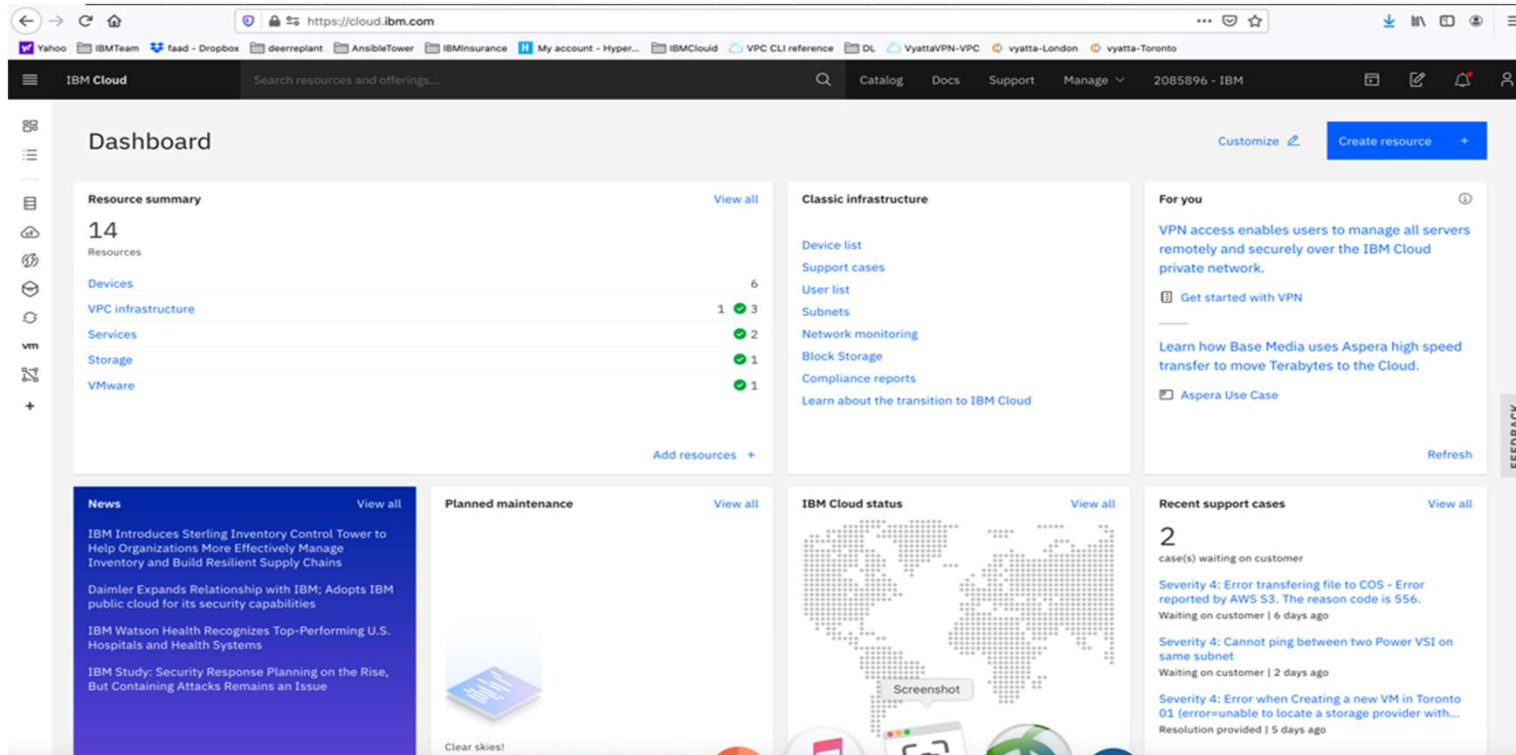 https://cloud.ibm.com
Yahoo IBMTeam faad - Dropbox deerreplant AnsibleTower IBMInsurance My account - Hyper... IBMClouid VPC CLI reference DL VyattaVPN-VPC vyatta-London vyatta-Toronto
IBM Cloud Search resources and offerings... Catalog Docs Support Manage 2085896 - IBM
Dashboard
Customize
Create resource +
Resource summary View all
14
Resources
Devices 6
VPC infrastructure 1 3
Services 2
Storage 1
VMware 1
Add resources +
Classic infrastructure
Device list
Support cases
User list
Subnets
Network monitoring
Block Storage
Compliance reports
Learn about the transition to IBM Cloud
For you
VPN access enables users to manage all servers
remotely and securely over the IBM Cloud
private network.
Get started with VPN
Learn how Base Media uses Aspera high speed
transfer to move Terabytes to the Cloud.
Aspera Use Case
Refresh
FEEDBACK
vm
News View all
IBM Introduces Sterling Inventory Control Tower to
Help Organizations More Effectively Manage
Inventory and Build Resilient Supply Chains
Daimler Expands Relationship with IBM; Adopts IBM
public cloud for its security capabilities
IBM Watson Health Recognizes Top-Performing U.S.
Hospitals and Health Systems
IBM Study: Security Response Planning on the Rise,
But Containing Attacks Remains an Issue
Planned maintenance View all
Clear skies!
IBM Cloud status View all
Screenshot
Recent support cases View all
2
case(s) waiting on customer
Severity 4: Error transfering file to COS - Error
reported by AWS S3. The reason code is 556.
Waiting on customer | 6 days ago
Severity 4: Cannot ping between two Power VSI on
same subnet
Waiting on customer | 2 days ago
Severity 4: Error when Creating a new VM in Toronto
01 (error=unable to locate a storage provider with...
Resolution provided | 5 days ago